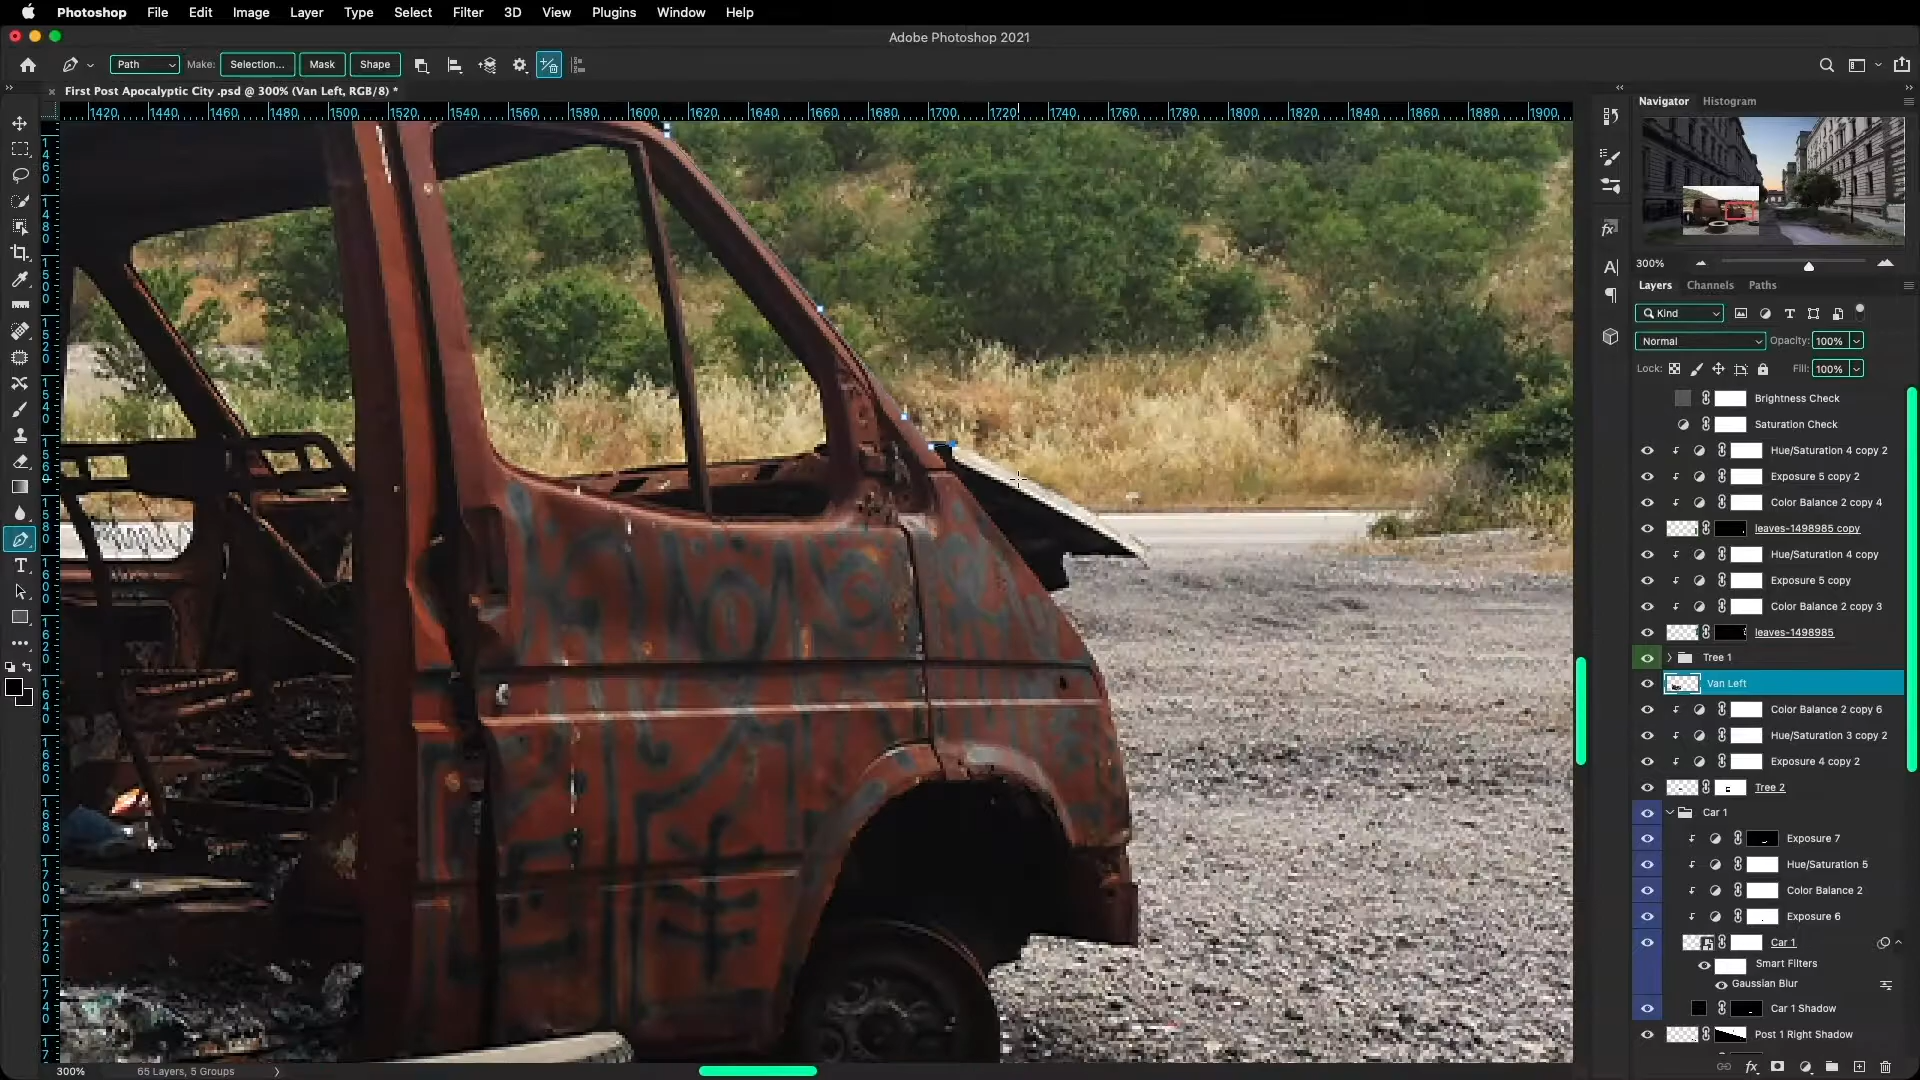 Photoshop File Edit Image Layer Type Select Filter 3D View Plugins Window Help
Adobe Photoshop 2021
Path Make: Selection... Mask Shape
× First Post Apocalyptic City .psd @ 300% (Van Left, RGB/8) *
1420 1440 1460 1480 1500 1520 1540 1560 1580 1600 1620 1640 1660 1680 1700 1720 1740 1760 1780 1800 1820 1840 1860 1880 1900
Navigator Histogram
300%
Layers Channels Paths
Kind
Normal Opacity: 100%
Lock: Fill: 100%
Brightness Check
Saturation Check
Hue/Saturation 4 copy 2
Exposure 5 copy 2
Color Balance 2 copy 4
leaves-1498985 copy
Hue/Saturation 4 copy
Exposure 5 copy
Color Balance 2 copy 3
leaves-1498985
Tree 1
Van Left
Color Balance 2 copy 6
Hue/Saturation 3 copy 2
Exposure 4 copy 2
Tree 2
Car 1
Exposure 7
Hue/Saturation 5
Color Balance 2
Exposure 6
Car 1
Smart Filters
Gaussian Blur
Car 1 Shadow
Post 1 Right Shadow
300% 65 Layers, 5 Groups